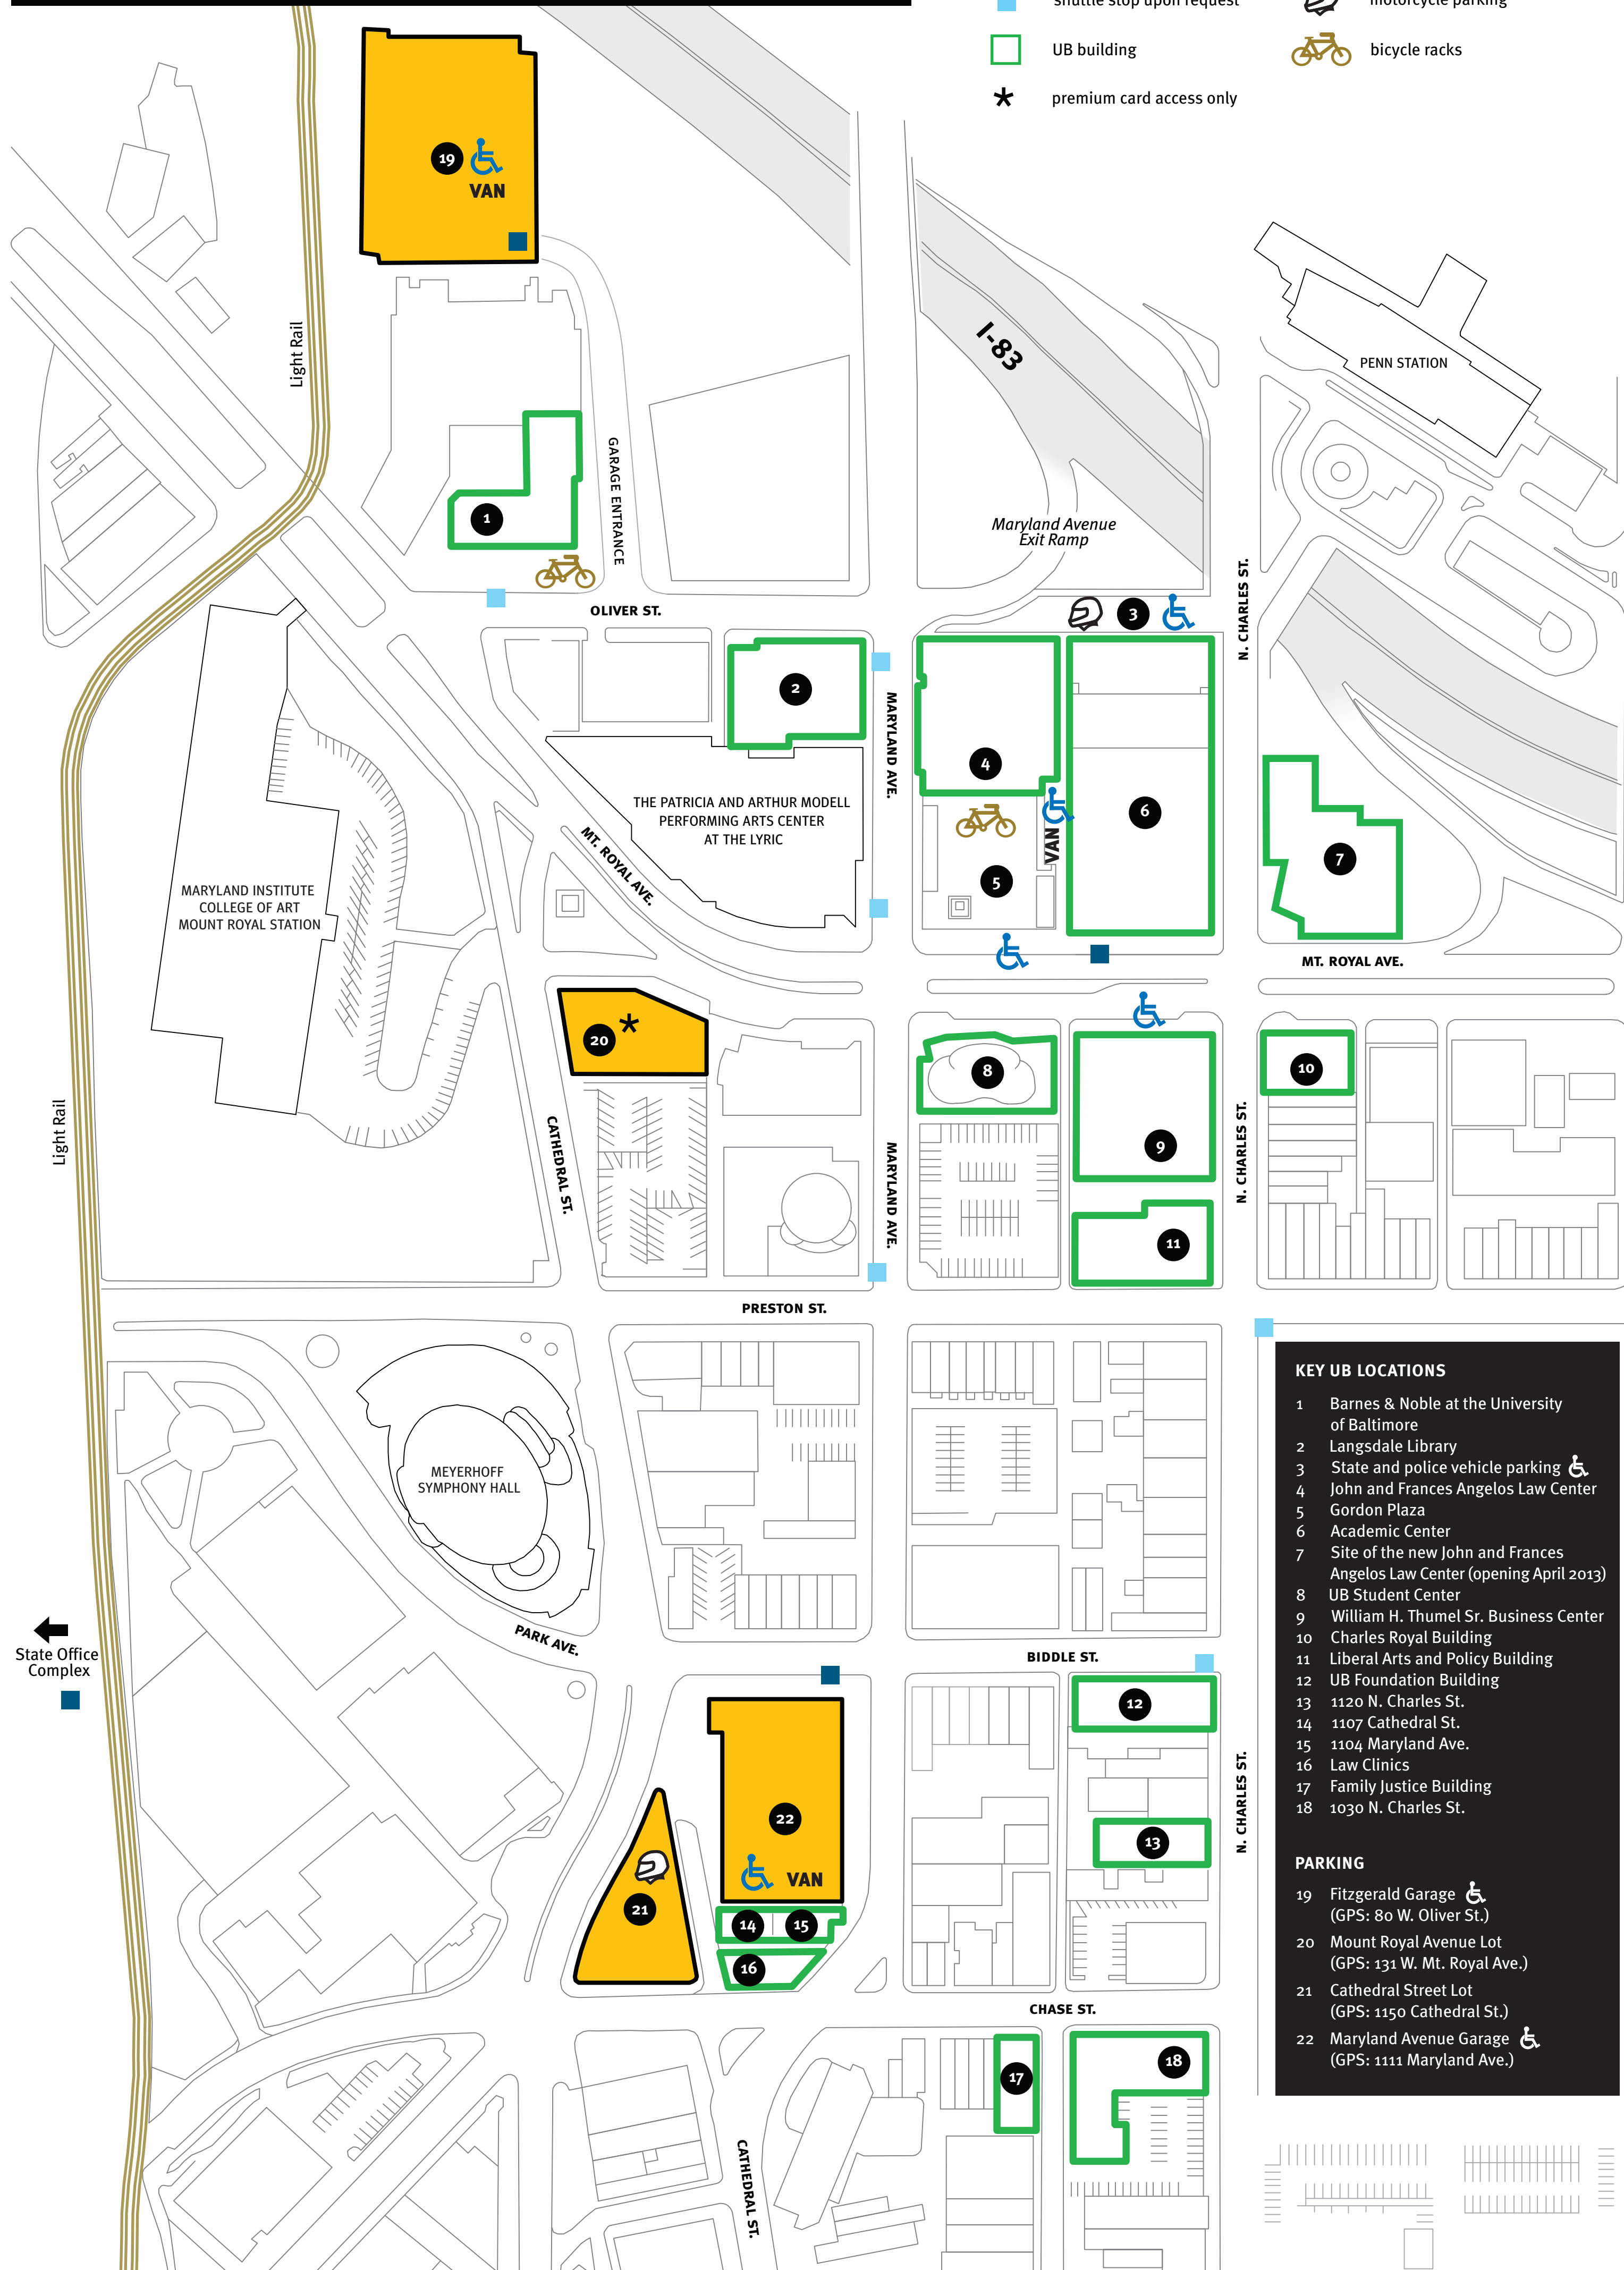 shuttle stop upon request
motorcycle parking
UB building
bicycle racks
* premium card access only
19
VAN
Light Rail
I-83
PENN STATION
GARAGE ENTRANCE
1
Maryland Avenue
Exit Ramp
N. CHARLES ST.
OLIVER ST.
3
2
MARYLAND AVE.
4
THE PATRICIA AND ARTHUR MODELL
PERFORMING ARTS CENTER
AT THE LYRIC
6
VAN
MT. ROYAL AVE.
7
5
MARYLAND INSTITUTE
COLLEGE OF ART
MOUNT ROYAL STATION
MT. ROYAL AVE.
20 *
8
10
Light Rail
CATHEDRAL ST.
MARYLAND AVE.
9
N. CHARLES ST.
11
PRESTON ST.
MEYERHOFF
SYMPHONY HALL
PARK AVE.
State Office
Complex
BIDDLE ST.
12
22
VAN
21
13
N. CHARLES ST.
14
15
16
CHASE ST.
17
18
CATHEDRAL ST.
KEY UB LOCATIONS
1 Barnes & Noble at the University
of Baltimore
2 Langsdale Library
3 State and police vehicle parking
4 John and Frances Angelos Law Center
5 Gordon Plaza
6 Academic Center
7 Site of the new John and Frances
Angelos Law Center (opening April 2013)
8 UB Student Center
9 William H. Thumel Sr. Business Center
10 Charles Royal Building
11 Liberal Arts and Policy Building
12 UB Foundation Building
13 1120 N. Charles St.
14 1107 Cathedral St.
15 1104 Maryland Ave.
16 Law Clinics
17 Family Justice Building
18 1030 N. Charles St.
PARKING
19 Fitzgerald Garage
(GPS: 80 W. Oliver St.)
20 Mount Royal Avenue Lot
(GPS: 131 W. Mt. Royal Ave.)
21 Cathedral Street Lot
(GPS: 1150 Cathedral St.)
22 Maryland Avenue Garage
(GPS: 1111 Maryland Ave.)